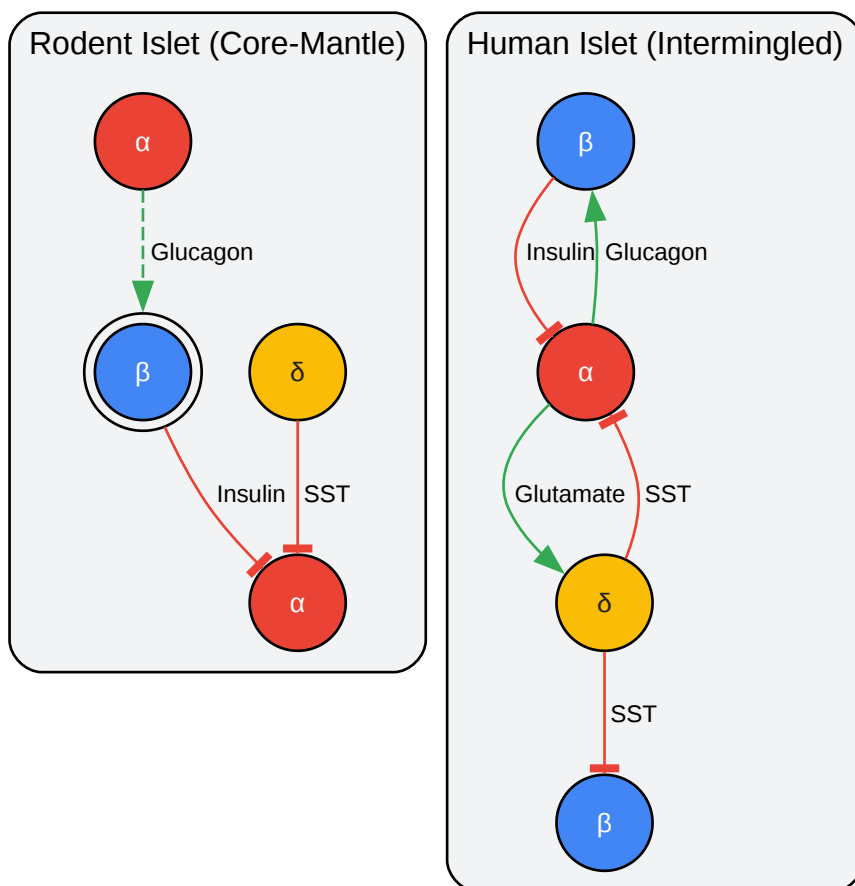 Rodent Islet (Core-Mantle)
α
Glucagon
β
δ
Insulin
SST
α
Human Islet (Intermingled)
β
Insulin
Glucagon
α
Glutamate
SST
δ
SST
β